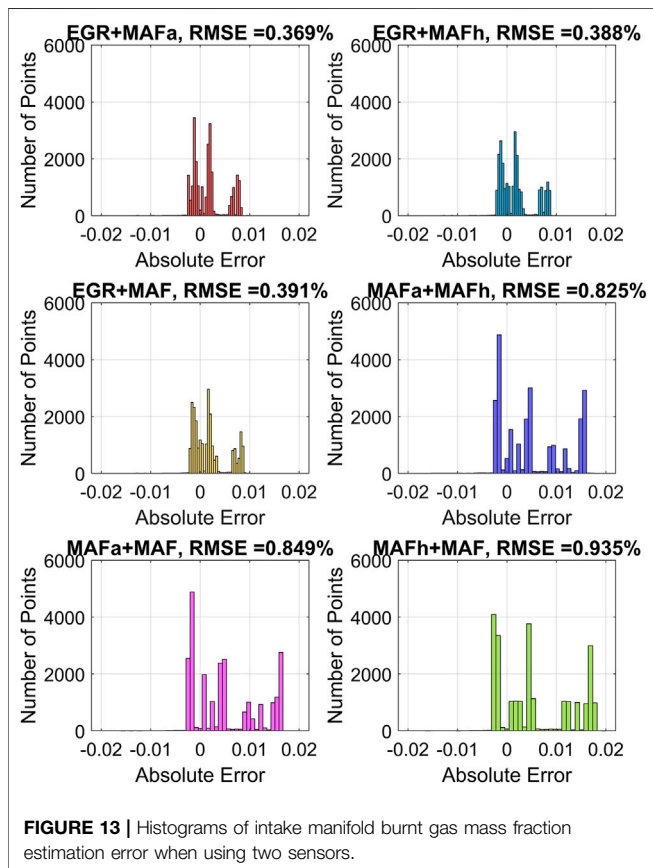 EGR+MAFa, RMSE =0.369%
Number of Points
6000
4000
2000
0
-0.02 -0.01 0 0.01 0.02
Absolute Error
EGR+MAFh, RMSE =0.388%
Number of Points
6000
4000
2000
0
-0.02 -0.01 0 0.01 0.02
Absolute Error
EGR+MAF, RMSE =0.391%
Number of Points
6000
4000
2000
0
-0.02 -0.01 0 0.01 0.02
Absolute Error
MAFa+MAFh, RMSE =0.825%
Number of Points
6000
4000
2000
0
-0.02 -0.01 0 0.01 0.02
Absolute Error
MAFa+MAF, RMSE =0.849%
Number of Points
6000
4000
2000
0
-0.02 -0.01 0 0.01 0.02
Absolute Error
MAFh+MAF, RMSE =0.935%
Number of Points
6000
4000
2000
0
-0.02 -0.01 0 0.01 0.02
Absolute Error
FIGURE 13 | Histograms of intake manifold burnt gas mass fraction
estimation error when using two sensors.